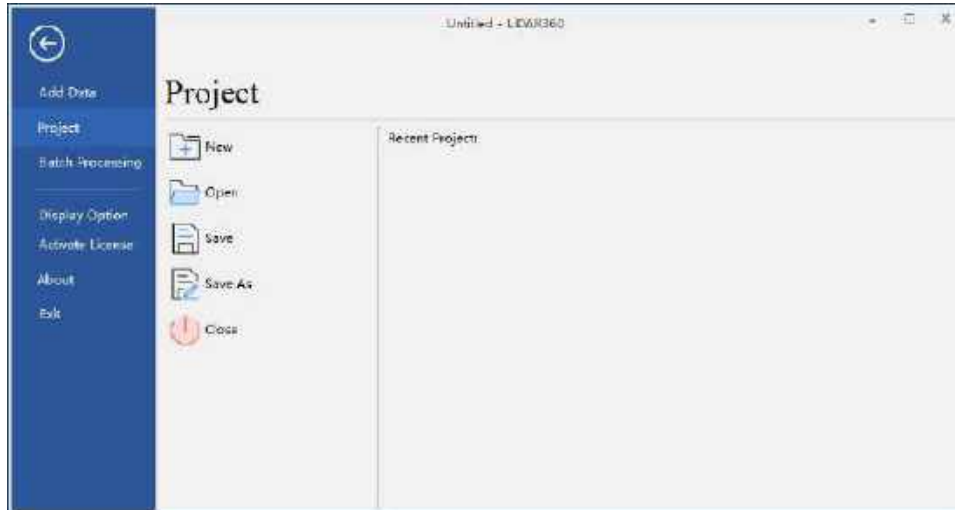 Untitled - LiDAR360
Add Data
Project
Batch Processing
Display Option
Activate License
About
Exit
Project
New
Open
Save
Save As
Close
Recent Projects